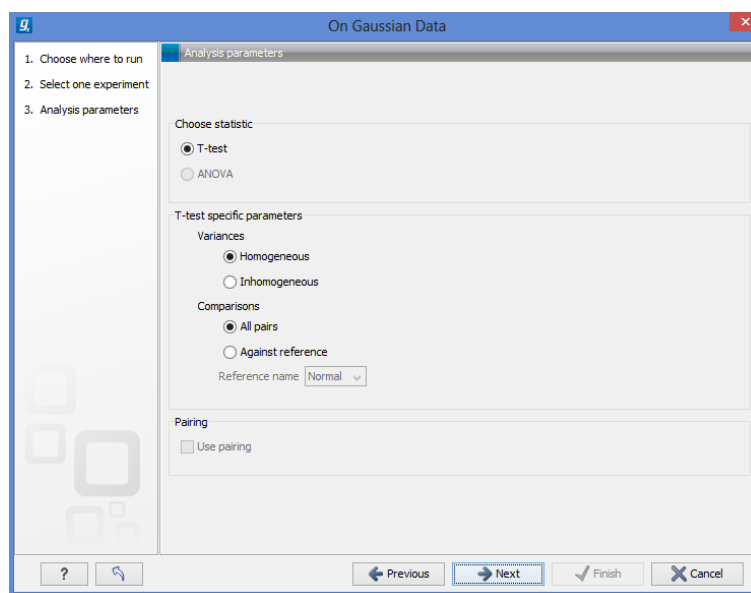 g
On Gaussian Data
1. Choose where to run
2. Select one experiment
3. Analysis parameters
Analysis parameters
Choose statistic
T-test
ANOVA
T-test specific parameters
Variances
Homogeneous
Inhomogeneous
Comparisons
All pairs
Against reference
Reference name Normal
Pairing
Use pairing
? Previous Next Finish Cancel